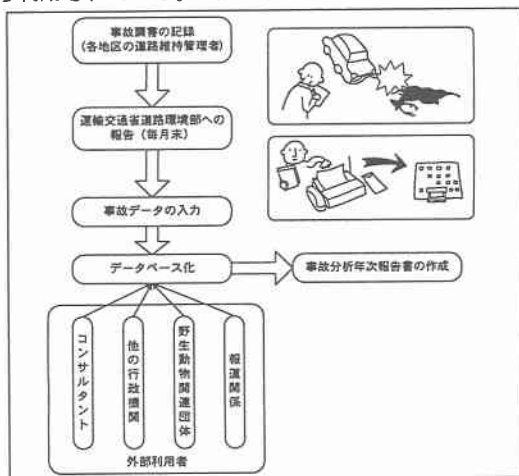 事故調書の記録
(各地区の道路維持管理者)
運輸交通省道路環境部への
報告(毎月末)
事故データの入力
データベース化
事故分析年次報告書の作成
コンサルタント
他の行政機関
野生動物関連団体
報道関係
外部利用者